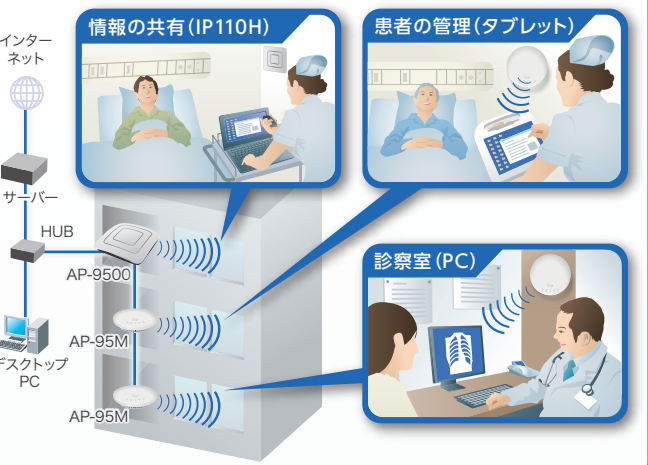 インター
ネット
サーバー
HUB
デスクトップ
PC
AP-9500
AP-95M
AP-95M
情報の共有(IP110H)
患者の管理(タブレット)
診察室(PC)